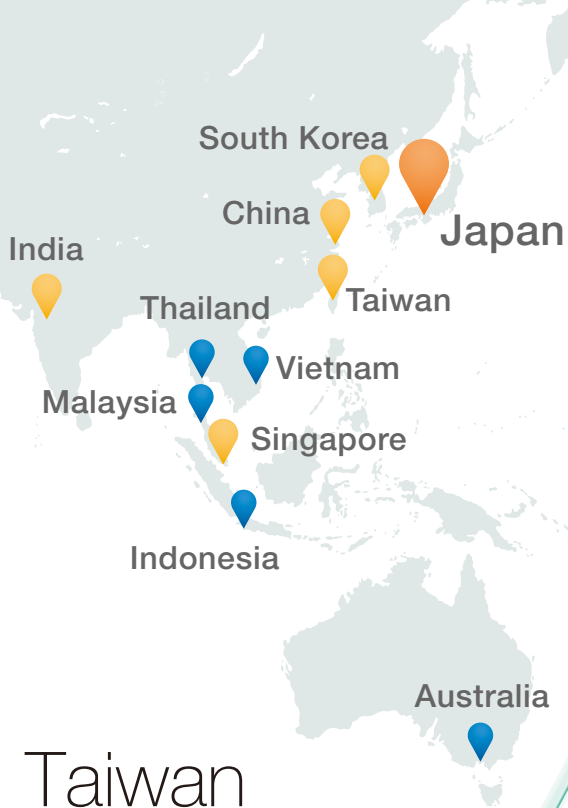 South Korea
China
Japan
India
Taiwan
Thailand
Vietnam
Malaysia
Singapore
Indonesia
Australia
Taiwan